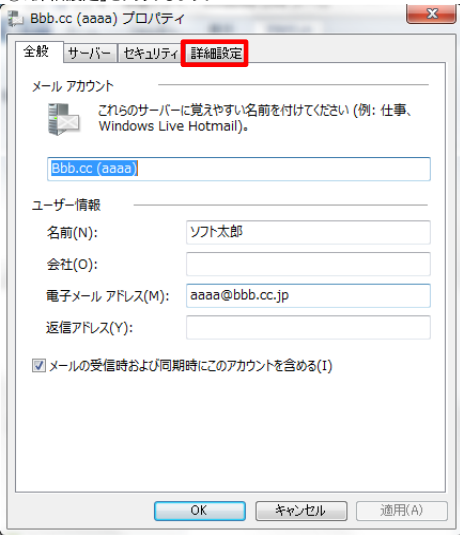 Bbb.cc (aaaa) プロパティ
全般 サーバー セキュリティ 詳細設定
メール アカウント
これらのサーバーに覚えやすい名前を付けてください (例: 仕事、
Windows Live Hotmail)。
Bbb.cc (aaaa)
ユーザー情報
名前(N): ソフト太郎
会社(O):
電子メール アドレス(M): aaaa@bbb.cc.jp
返信アドレス(Y):
メールの受信時および同期時にこのアカウントを含める(I)
OK キャンセル 適用(A)